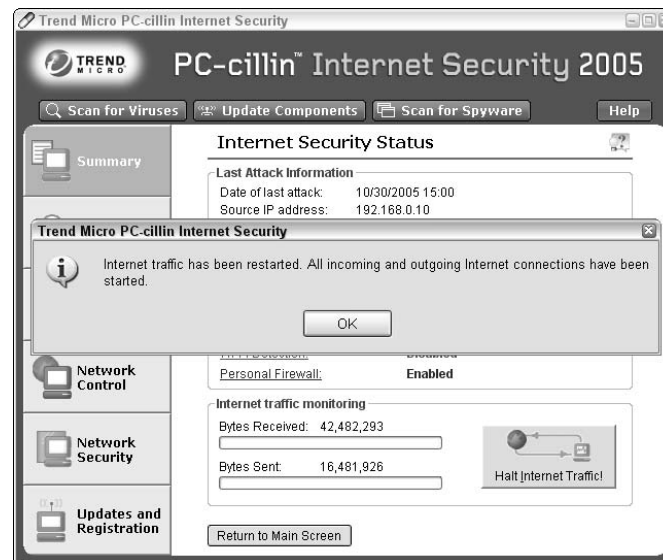 Trend Micro PC-cillin Internet Security
TREND
MICRO
PC-cillin™ Internet Security 2005
Scan for Viruses
Update Components
Scan for Spyware
Help
Summary
Internet Security Status
Last Attack Information
Date of last attack: 10/30/2005 15:00
Source IP address: 192.168.0.10
Trend Micro PC-cillin Internet Security
Internet traffic has been restarted. All incoming and outgoing Internet connections have been
started.
OK
Personal Firewall: Enabled
Network
Control
Internet traffic monitoring
Bytes Received: 42,482,293
Bytes Sent: 16,481,926
Halt Internet Traffic!
Network
Security
Updates and
Registration
Return to Main Screen